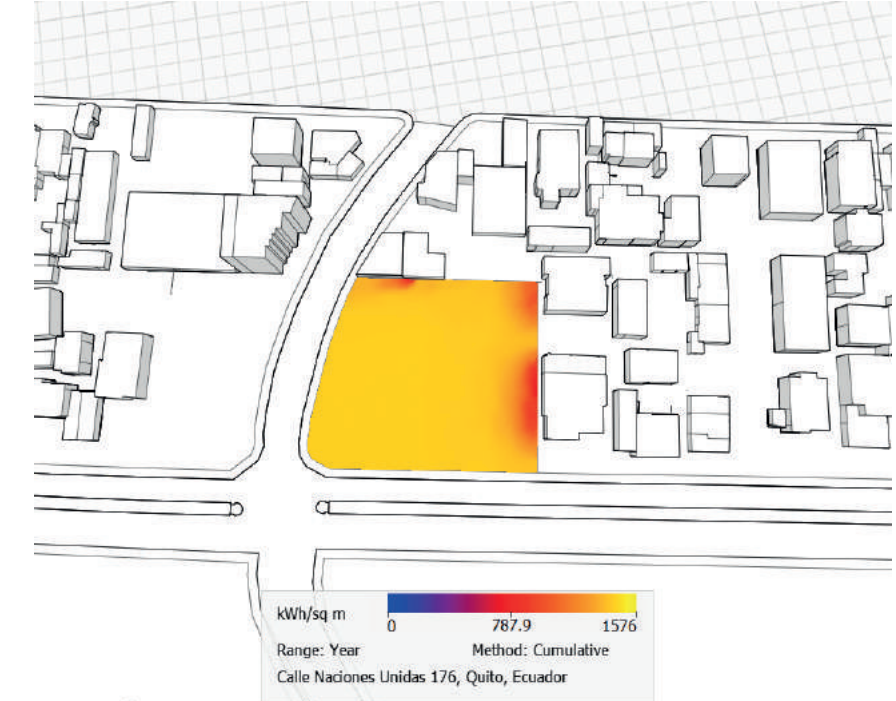 kWh/sq m
0 787.9 1576
Range: Year Method: Cumulative
Calle Naciones Unidas 176, Quito, Ecuador